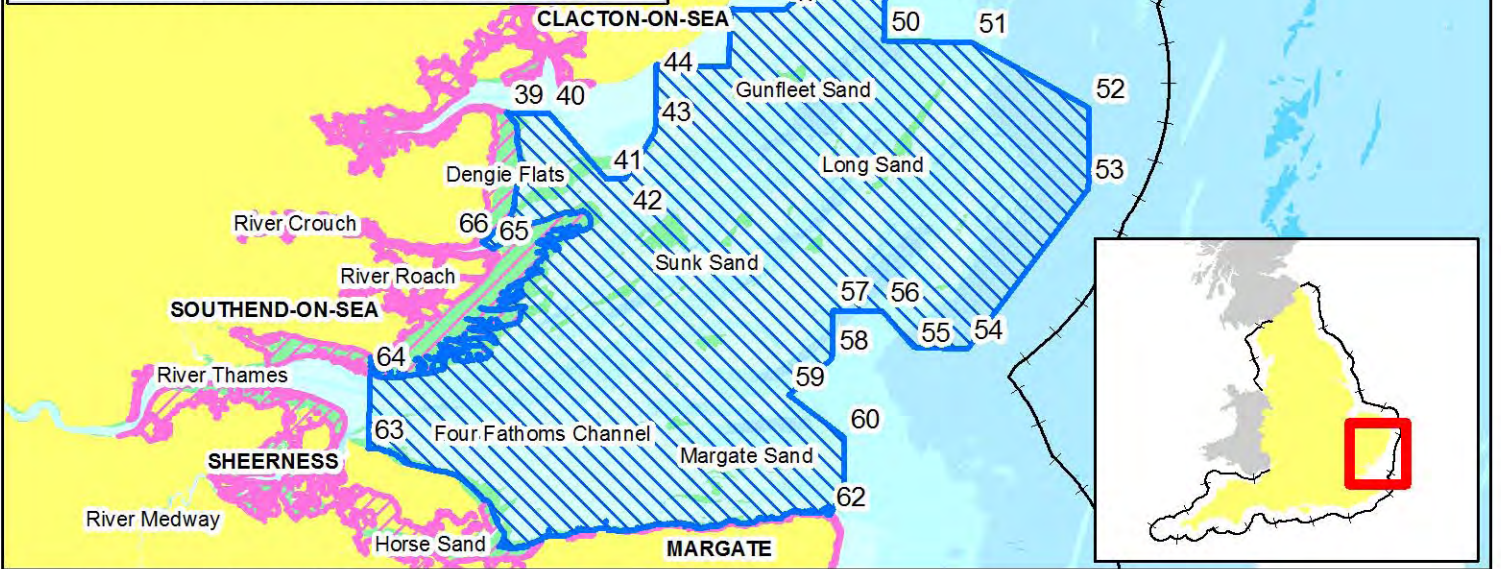 CLACTON-ON-SEA
50
51
44
52
39
40
Gunfleet Sand
43
41
Long Sand
53
Dengie Flats
42
66
65
River Crouch
Sunk Sand
River Roach
57
56
SOUTHEND-ON-SEA
58
55
54
64
River Thames
59
63
Four Fathoms Channel
60
Margate Sand
SHEERNESS
62
River Medway
Horse Sand
MARGATE